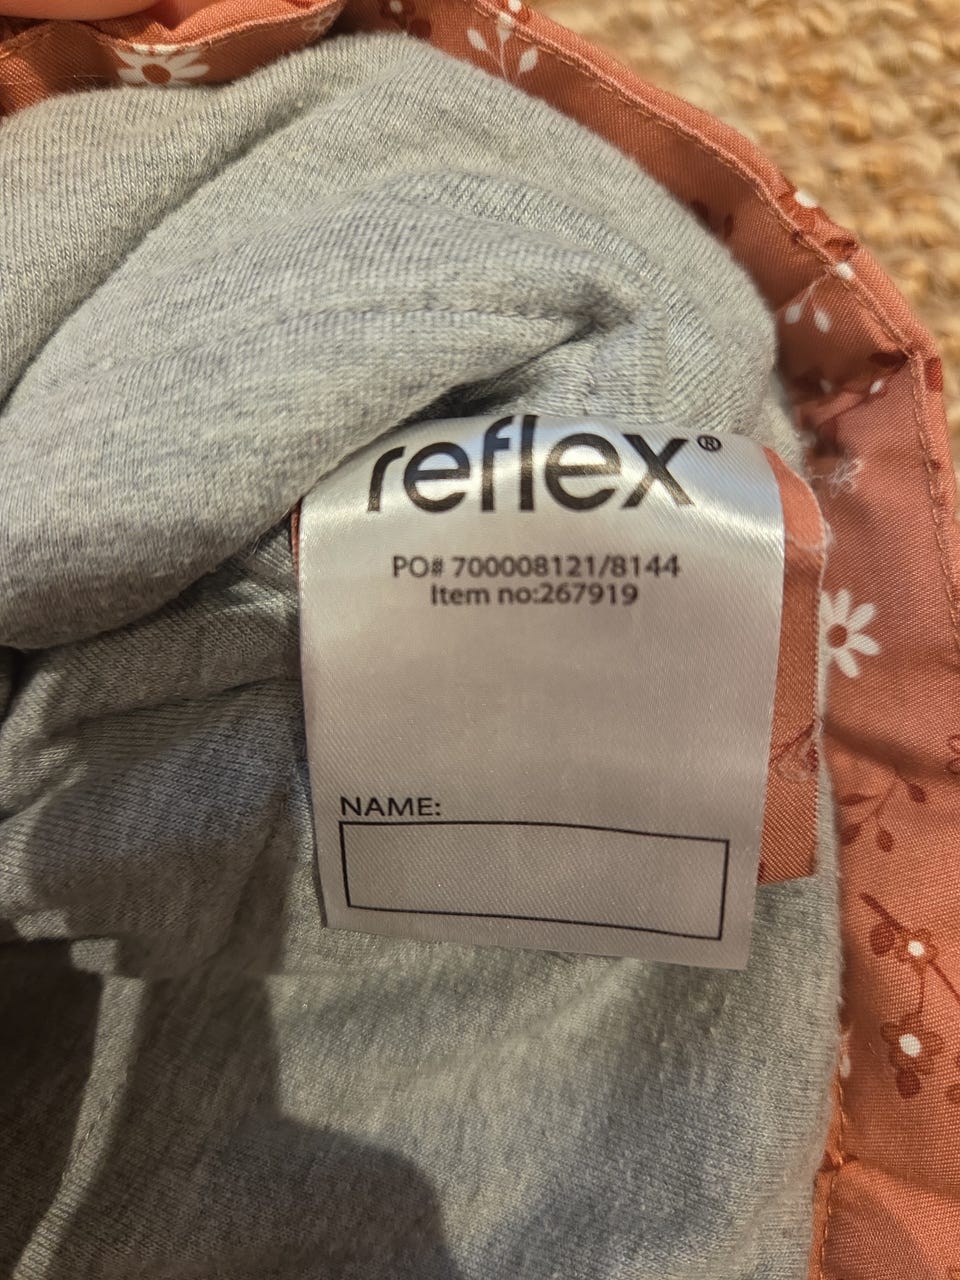 reflex®
PO# 700008121/8144
Item no:267919
NAME: